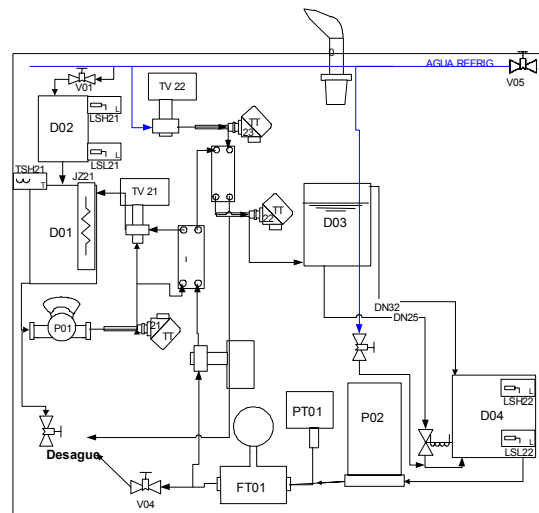 AGUA REFRIG
V05
V01
TV 22
LSH21
L
D02
TT
23
LSL21
L
TSH21
T
JZ21
TV 21
TT
22
D01
D03
I
DN32
DN25
P01
21
TT
PT01
P02
LSH22
L
D04
LSL22
L
Desague
FT01
V04